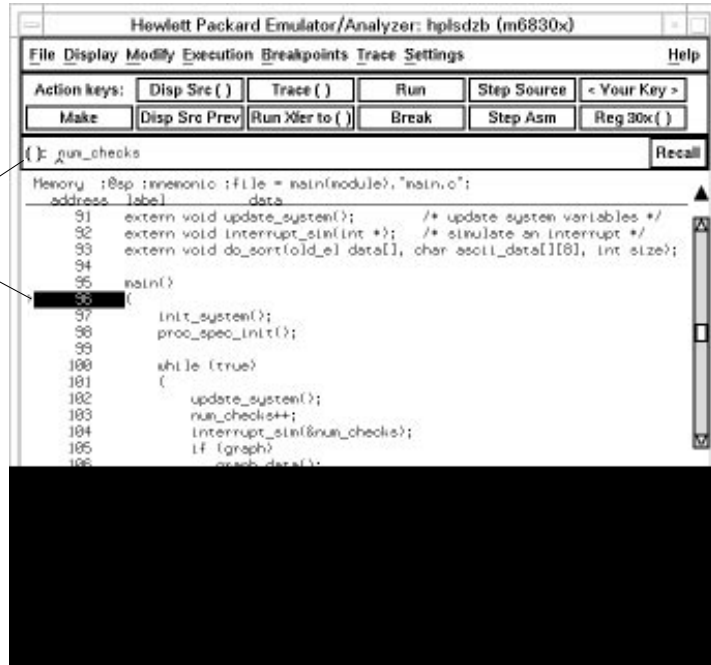 Hewlett Packard Emulator/Analyzer: hplsdzb (m6830x)
File Display Modify Execution Breakpoints Trace Settings Help
Action keys: Disp Src ( ) Trace ( ) Run Step Source < Your Key >
Make Disp Src Prev Run Xfer to ( ) Break Step Asm Reg 30x ( )
( ): num_checks Recall
Memory :@sp :mnemonic :file = main(module)."main.c":
address label data
91 extern void update_system(); /* update system variables */
92 extern void interrupt_sim(int *); /* simulate an interrupt */
93 extern void do_sort(old_el data[], char ascii_data[][8], int size);
94
95 main()
96 {
97 init_system();
98 proc_spec_init();
99
100 while (true)
101 {
102 update_system();
103 num_checks++;
104 interrupt_sim(&num_checks);
105 if (graph)
106 graph_data();